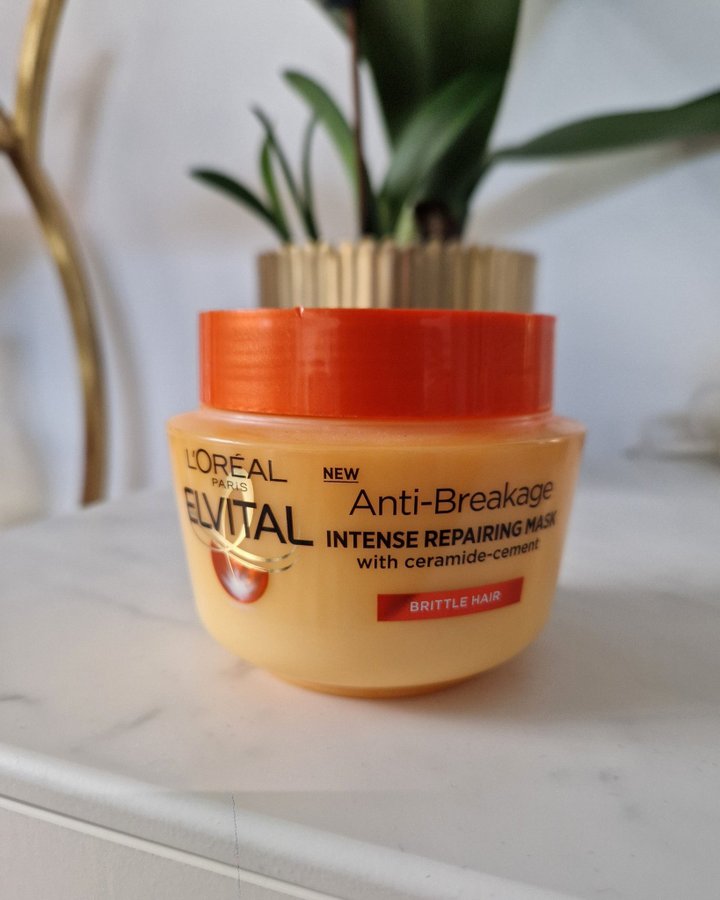 L'ORÉAL
PARIS
ELVITAL
NEW
Anti-Breakage
INTENSE REPAIRING MASK
with ceramide-cement
BRITTLE HAIR